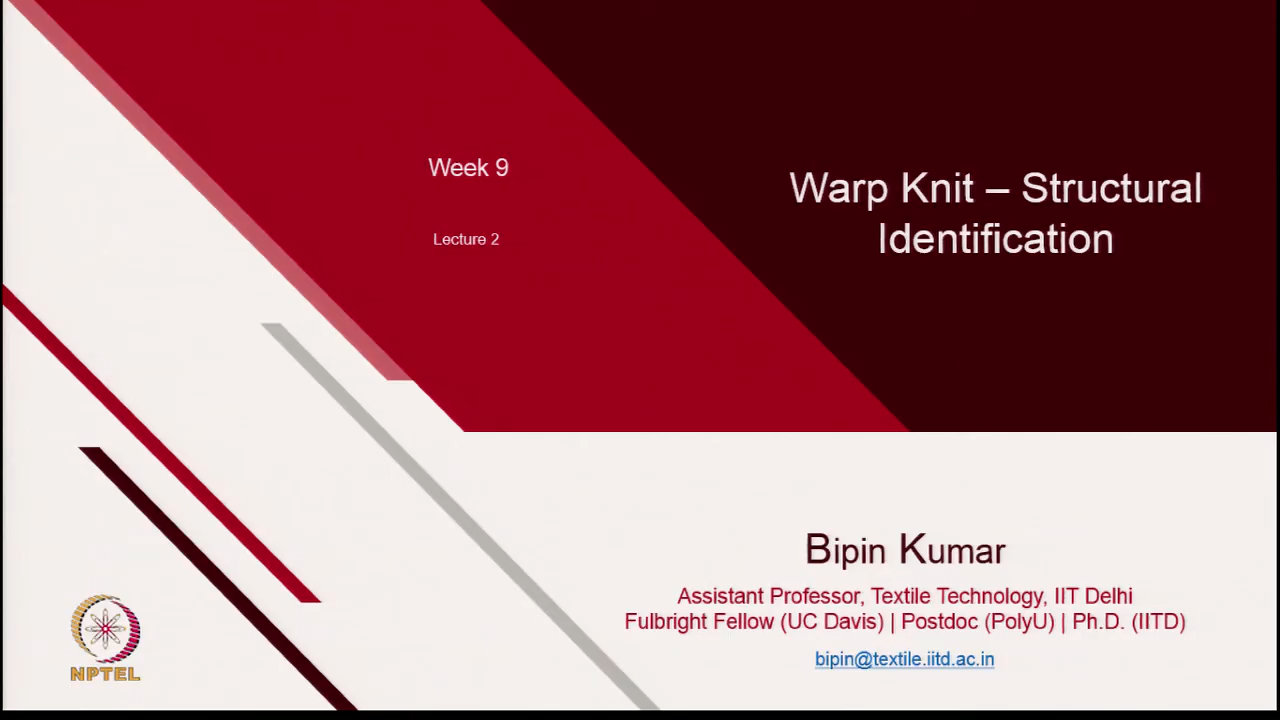 Week 9
Lecture 2
Warp Knit – Structural
Identification
Bipin Kumar
Assistant Professor, Textile Technology, IIT Delhi
Fulbright Fellow (UC Davis) | Postdoc (PolyU) | Ph.D. (IITD)
bipin@textile.iitd.ac.in
NPTEL